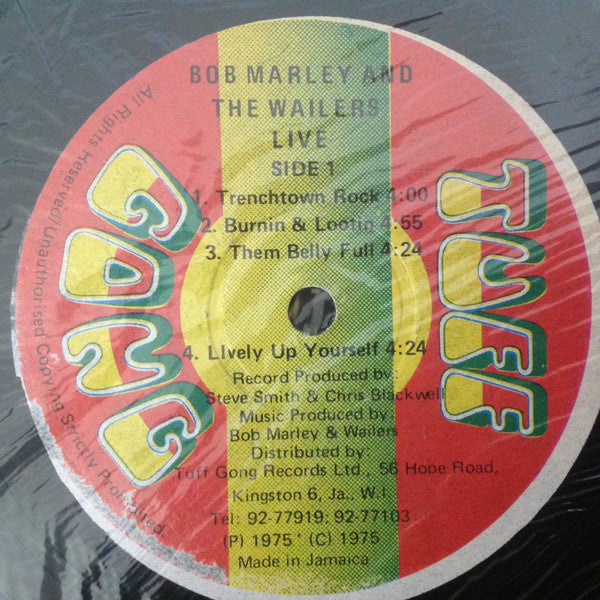 BOB MARLEY AND
THE WAILERS
LIVE
SIDE 1
1. Trenchtown Rock 4:00
2. Burnin & Lootin 4:55
3. Them Belly Full 4:24
4. LIvely Up Yourself 4:24
Record Produced by:
Steve Smith & Chris Blackwell
Music Produced by:
Bob Marley & Wailers
Distributed by:
Tuff Gong Records Ltd., 56 Hope Road,
Kingston 6, Ja., W.I.
Tel: 92-77919; 92-77103
(P) 1975 (C) 1975
Made in Jamaica
TUFF
GONG
All Rights Reserved/Unauthorised Copying Strictly Prohibited